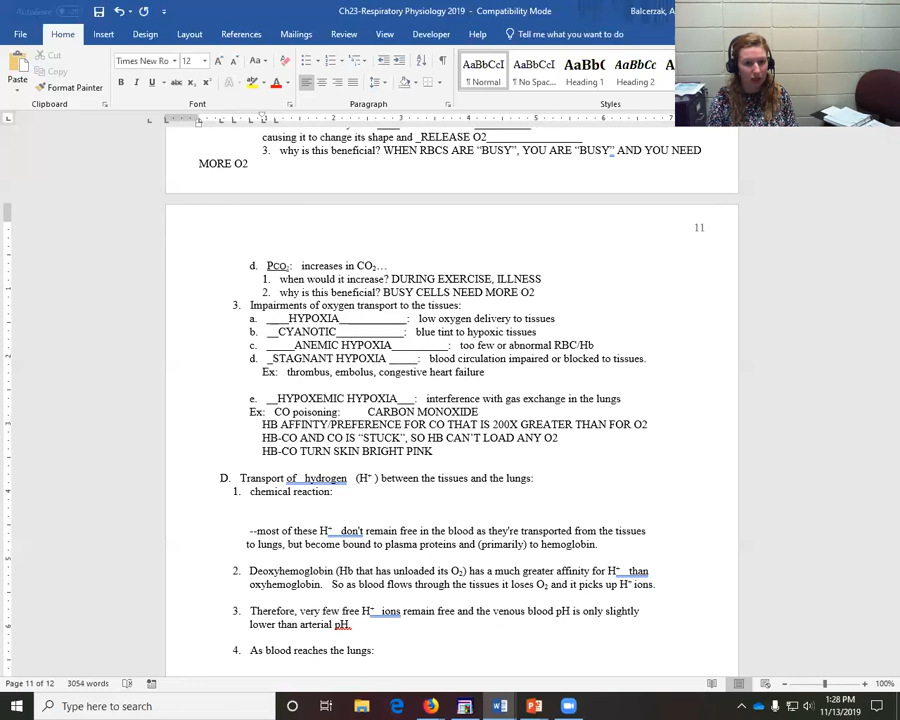 AutoSave
Ch23-Respiratory Physiology 2019 - Compatibility Mode
Balcerzak, A
File Home Insert Design Layout References Mailings Review View Developer Tell me what you want to do
Cut
Copy
Paste
Format Painter
Clipboard
Times New Ro 12
Font
Paragraph
AaBbCcI AaBbCcI AaBbC AaBbCcI
¶ Normal ¶ No Spac... Heading 1 Heading 2
Styles
causing it to change its shape and _RELEASE O2
3. why is this beneficial? WHEN RBCS ARE “BUSY”, YOU ARE “BUSY” AND YOU NEED
MORE O2
11
d. PCO2: increases in CO2…
1. when would it increase? DURING EXERCISE, ILLNESS
2. why is this beneficial? BUSY CELLS NEED MORE O2
3. Impairments of oxygen transport to the tissues:
a. ____HYPOXIA____________: low oxygen delivery to tissues
b. __CYANOTIC____________: blue tint to hypoxic tissues
c. _____ANEMIC HYPOXIA__________: too few or abnormal RBC/Hb
d. _STAGNANT HYPOXIA _____: blood circulation impaired or blocked to tissues.
Ex: thrombus, embolus, congestive heart failure
e. __HYPOXEMIC HYPOXIA___: interference with gas exchange in the lungs
Ex: CO poisoning: CARBON MONOXIDE
HB AFFINTY/PREFERENCE FOR CO THAT IS 200X GREATER THAN FOR O2
HB-CO AND CO IS “STUCK”, SO HB CAN’T LOAD ANY O2
HB-CO TURN SKIN BRIGHT PINK
D. Transport of hydrogen (H+ ) between the tissues and the lungs:
1. chemical reaction:
--most of these H+ don't remain free in the blood as they're transported from the tissues
to lungs, but become bound to plasma proteins and (primarily) to hemoglobin.
2. Deoxyhemoglobin (Hb that has unloaded its O2) has a much greater affinity for H+ than
oxyhemoglobin. So as blood flows through the tissues it loses O2 and it picks up H+ ions.
3. Therefore, very few free H+ ions remain free and the venous blood pH is only slightly
lower than arterial pH.
4. As blood reaches the lungs:
Page 11 of 12 3054 words 100%
Type here to search
1:28 PM
11/13/2019